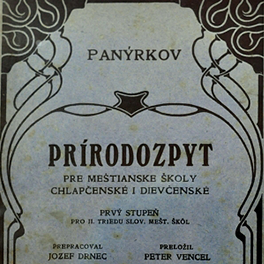 PANÝRKOV
PRÍRODOZPYT
PRE MEŠTIANSKE ŠKOLY
CHLAPČENSKÉ I DIEVČENSKÉ
PRVÝ STUPEŇ
PRO II. TRIEDU SLOV. MEŠT. ŠKÔL
PREPRACOVAL PRELOŽIL
JOZEF DRNEC PETER VENCEL